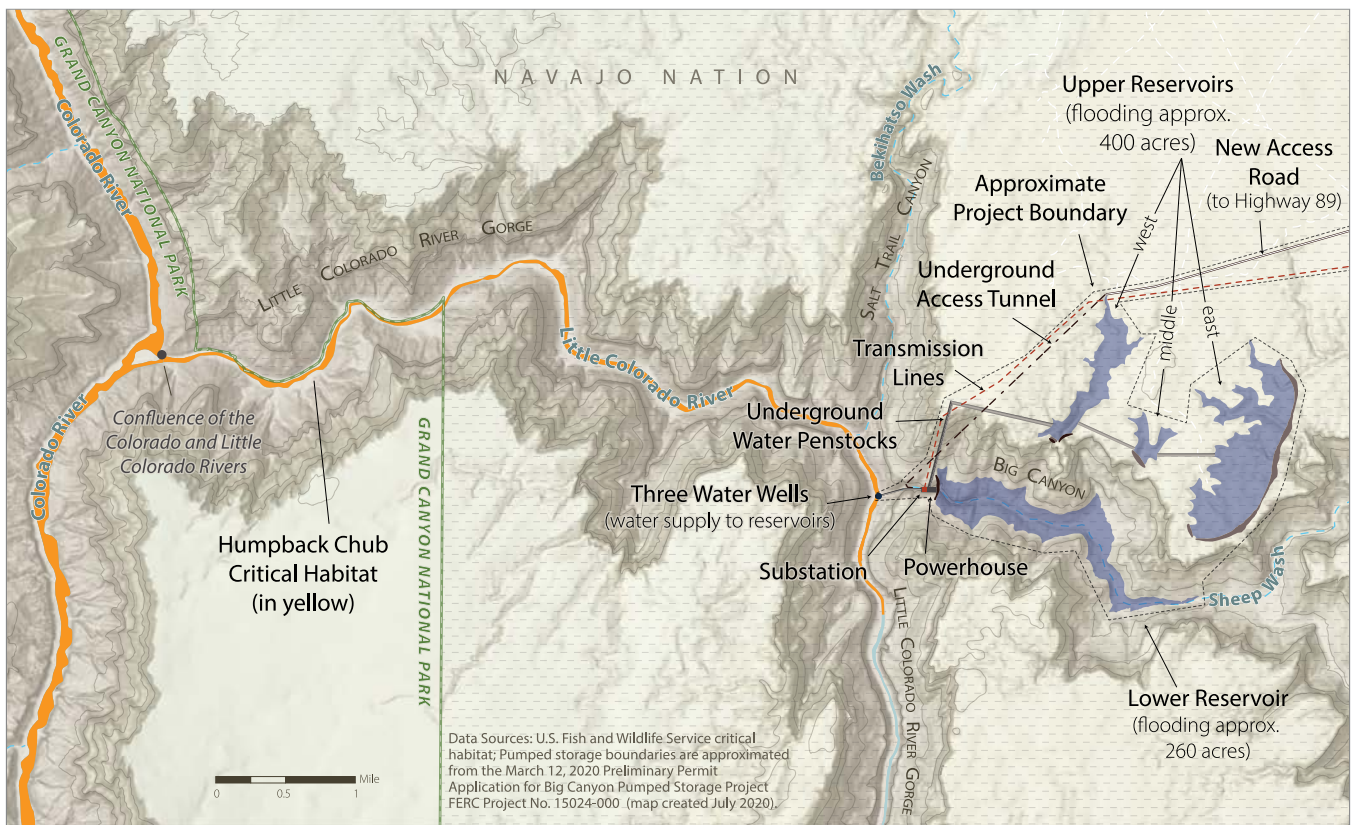 NAVAJO NATION
GRAND CANYON NATIONAL PARK
Colorado River
Bekihatso Wash
SALT TRAIL CANYON
Upper Reservoirs
(flooding approx.
400 acres)
west
middle
east
New Access
Road
(to Highway 89)
Approximate
Project Boundary
Underground
Access Tunnel
Transmission
Lines
LITTLE COLORADO RIVER GORGE
Little Colorado River
Underground
Water Penstocks
Confluence of the
Colorado and Little
Colorado Rivers
Colorado River
GRAND CANYON NATIONAL PARK
BIG CANYON
Three Water Wells
(water supply to reservoirs)
Humpback Chub
Critical Habitat
(in yellow)
Substation
Powerhouse
Sheep Wash
LITTLE COLORADO RIVER GORGE
Lower Reservoir
(flooding approx.
260 acres)
Data Sources: U.S. Fish and Wildlife Service critical
habitat; Pumped storage boundaries are approximated
from the March 12, 2020 Preliminary Permit
Application for Big Canyon Pumped Storage Project
FERC Project No. 15024-000 (map created July 2020).
Mile
0 0.5 1